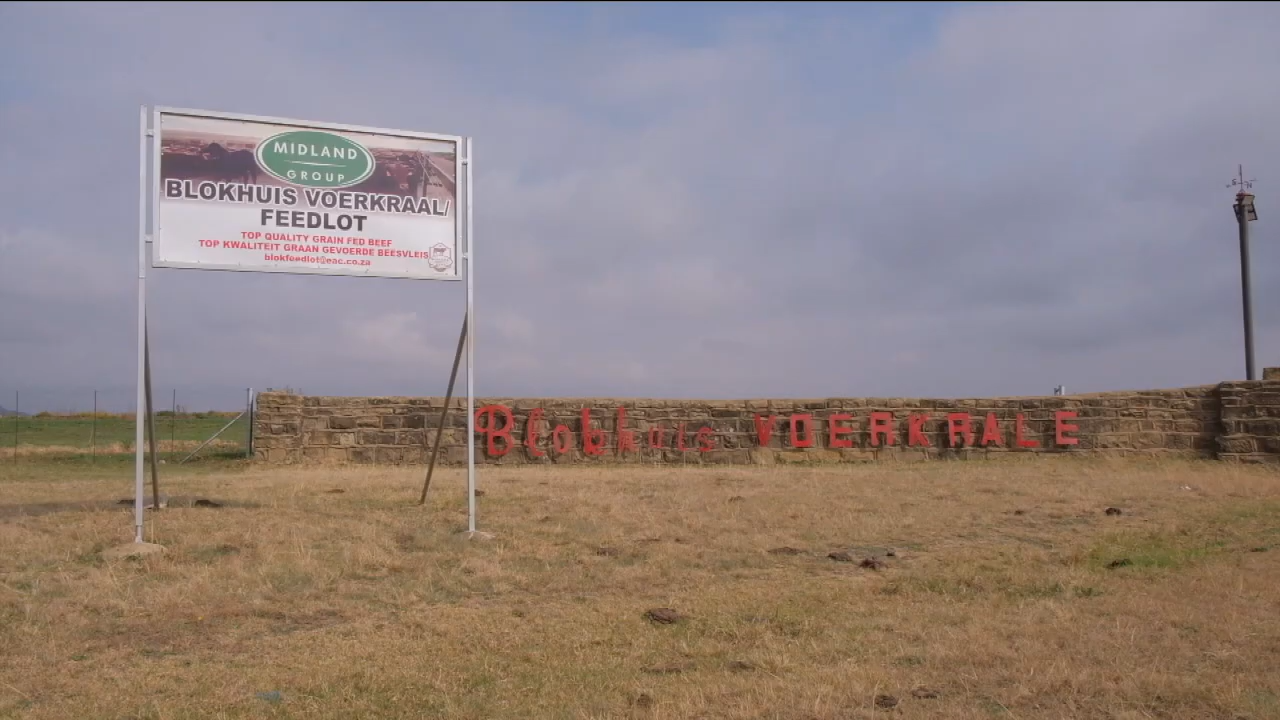 MIDLAND
GROUP
BLOKHUIS VOERKRAAL/
FEEDLOT
TOP QUALITY GRAIN FED BEEF
TOP KWALITEIT GRAAN GEVOERDE BEESVLEIS
blokfeedlot@eac.co.za
Blokhuis VOERKRALE